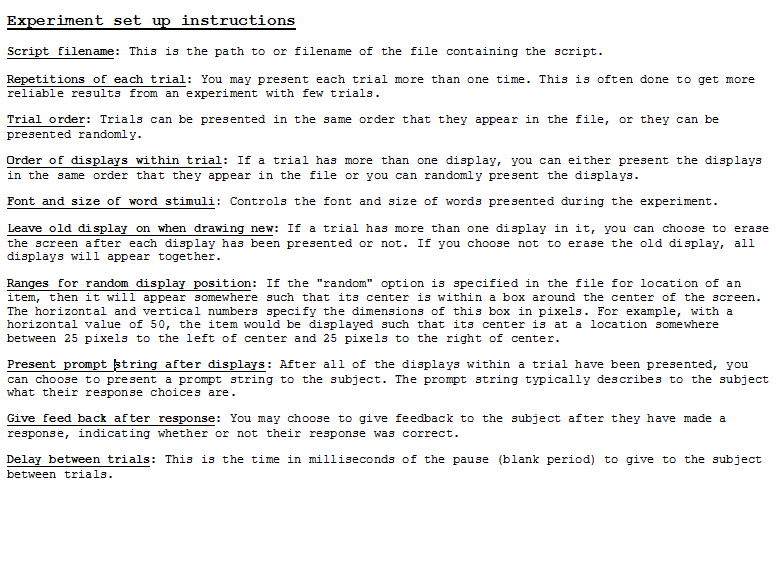 Experiment set up instructions
Script filename: This is the path to or filename of the file containing the script.
Repetitions of each trial: You may present each trial more than one time. This is often done to get more
reliable results from an experiment with few trials.
Trial order: Trials can be presented in the same order that they appear in the file, or they can be
presented randomly.
Order of displays within trial: If a trial has more than one display, you can either present the displays
in the same order that they appear in the file or you can randomly present the displays.
Font and size of word stimuli: Controls the font and size of words presented during the experiment.
Leave old display on when drawing new: If a trial has more than one display in it, you can choose to erase
the screen after each display has been presented or not. If you choose not to erase the old display, all
displays will appear together.
Ranges for random display position: If the "random" option is specified in the file for location of an
item, then it will appear somewhere such that its center is within a box around the center of the screen.
The horizontal and vertical numbers specify the dimensions of this box in pixels. For example, with a
horizontal value of 50, the item would be displayed such that its center is at a location somewhere
between 25 pixels to the left of center and 25 pixels to the right of center.
Present prompt string after displays: After all of the displays within a trial have been presented, you
can choose to present a prompt string to the subject. The prompt string typically describes to the subject
what their response choices are.
Give feed back after response: You may choose to give feedback to the subject after they have made a
response, indicating whether or not their response was correct.
Delay between trials: This is the time in milliseconds of the pause (blank period) to give to the subject
between trials.